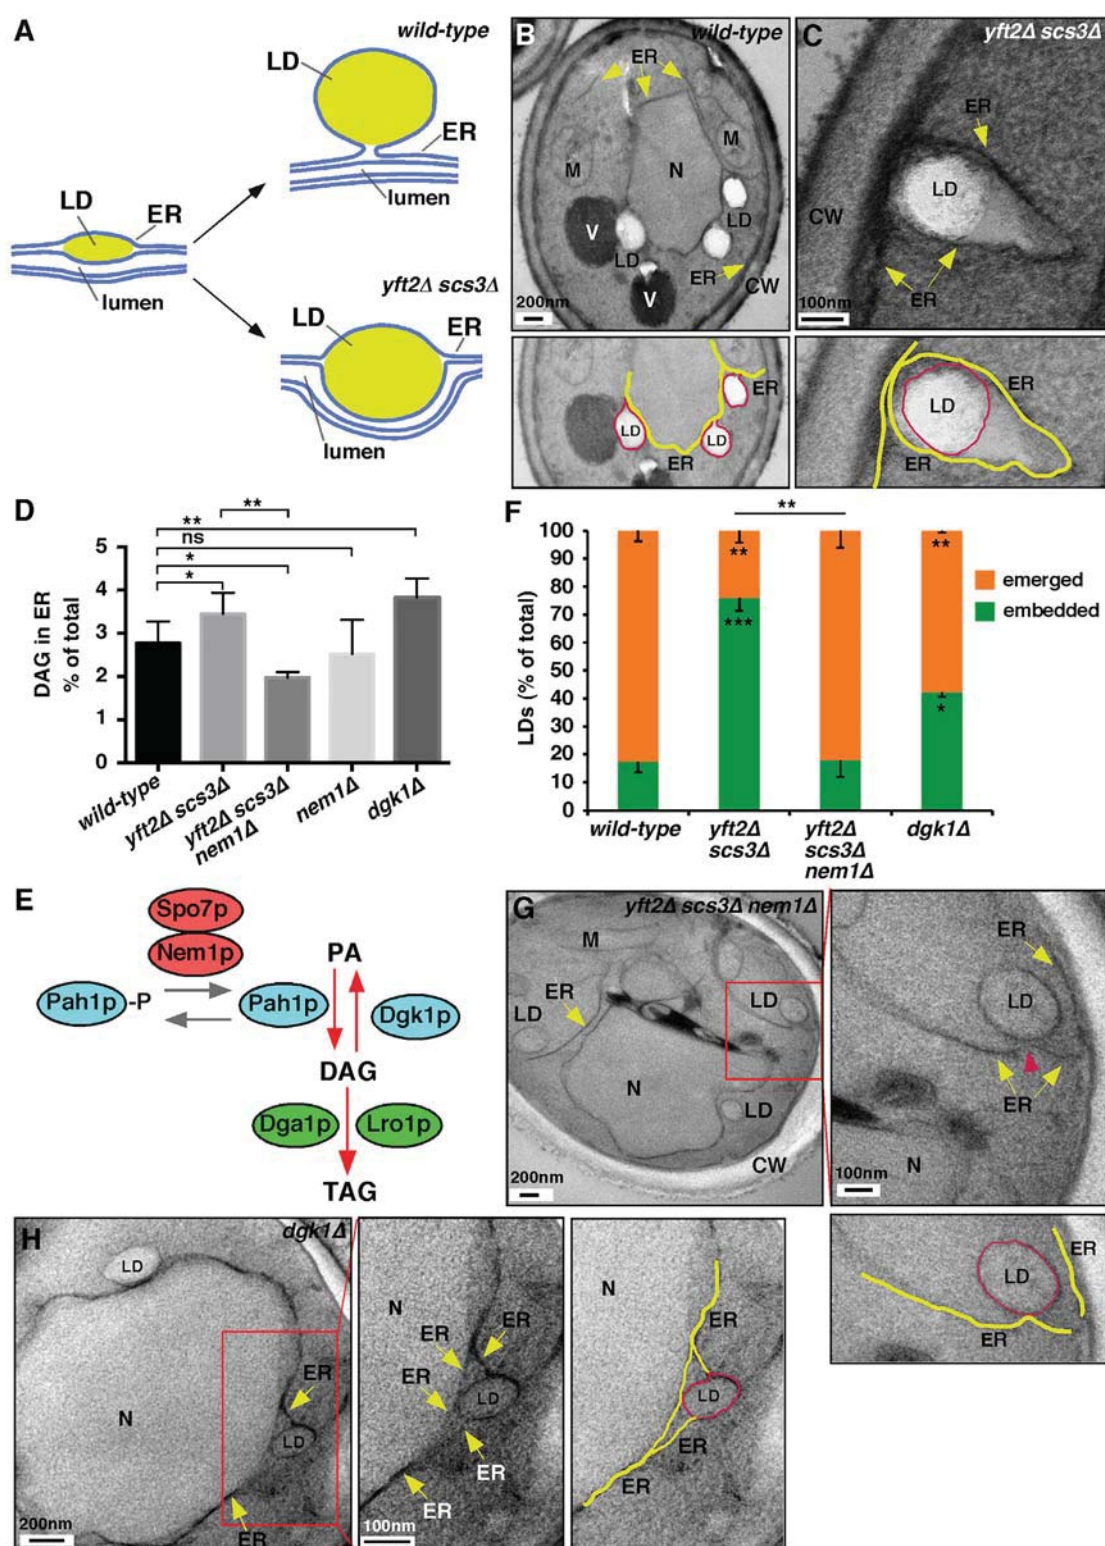 A
wild-type
LD
ER
lumen
LD
ER
lumen
yft2Δ scs3Δ
LD
ER
lumen
B
wild-type
ER
M
M
N
V
LD
LD
ER
CW
V
200nm
LD
LD
ER
ER
C
yft2Δ scs3Δ
ER
LD
CW
ER
100nm
LD
ER
ER
D
DAG in ER
% of total
5
4
3
2
1
0
**
**
ns
*
*
wild-type
yft2Δ scs3Δ
yft2Δ scs3Δ
nem1Δ
nem1Δ
dgk1Δ
F
LDs (% of total)
100
90
80
70
60
50
40
30
20
10
0
**
**
***
**
*
emerged
embedded
wild-type
yft2Δ
scs3Δ
yft2Δ
scs3Δ
nem1Δ
dgk1Δ
E
Spo7p
Nem1p
Pah1p-P
Pah1p
PA
Dgk1p
DAG
Dga1p
Lro1p
TAG
G
yft2Δ scs3Δ nem1Δ
M
ER
LD
LD
N
LD
CW
200nm
ER
LD
ER
N
100nm
LD
ER
ER
H
dgk1Δ
LD
ER
N
LD
ER
200nm
N
ER
ER
ER
LD
ER
ER
100nm
N
ER
LD
ER
ER